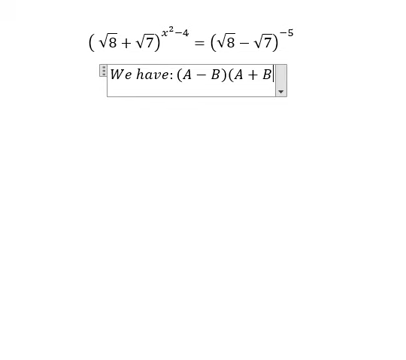 ( √8 + √7 )^{x² − 4} = ( √8 − √7 )^{−5}
We have: (A − B)(A + B